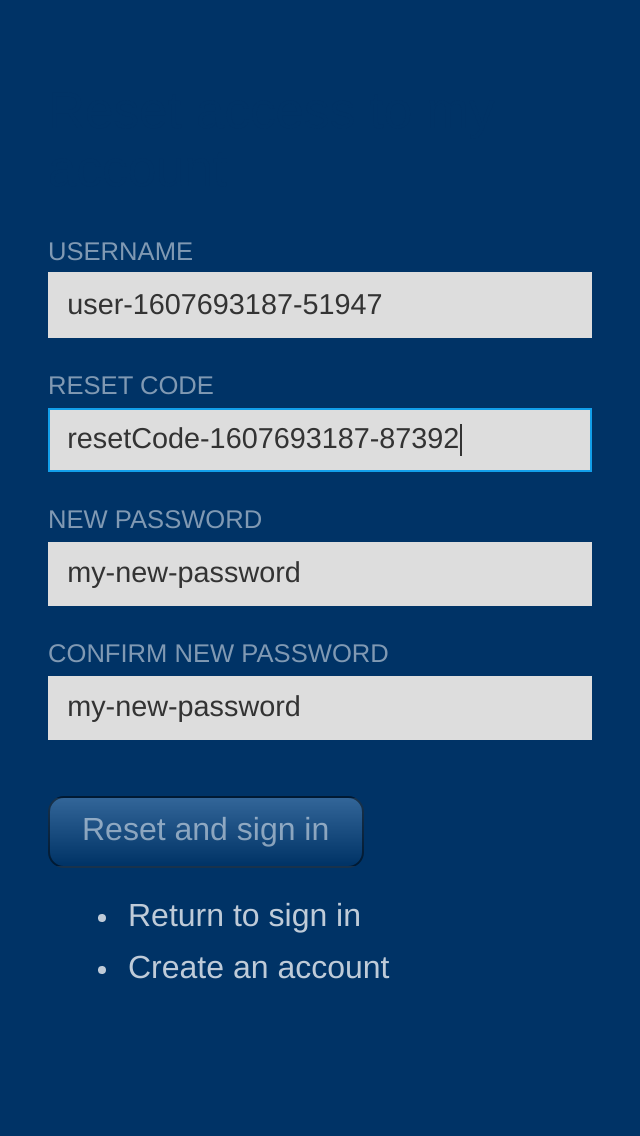 USERNAME
user-1607693187-51947
RESET CODE
resetCode-1607693187-87392
NEW PASSWORD
my-new-password
CONFIRM NEW PASSWORD
my-new-password
Reset and sign in
Return to sign in
Create an account